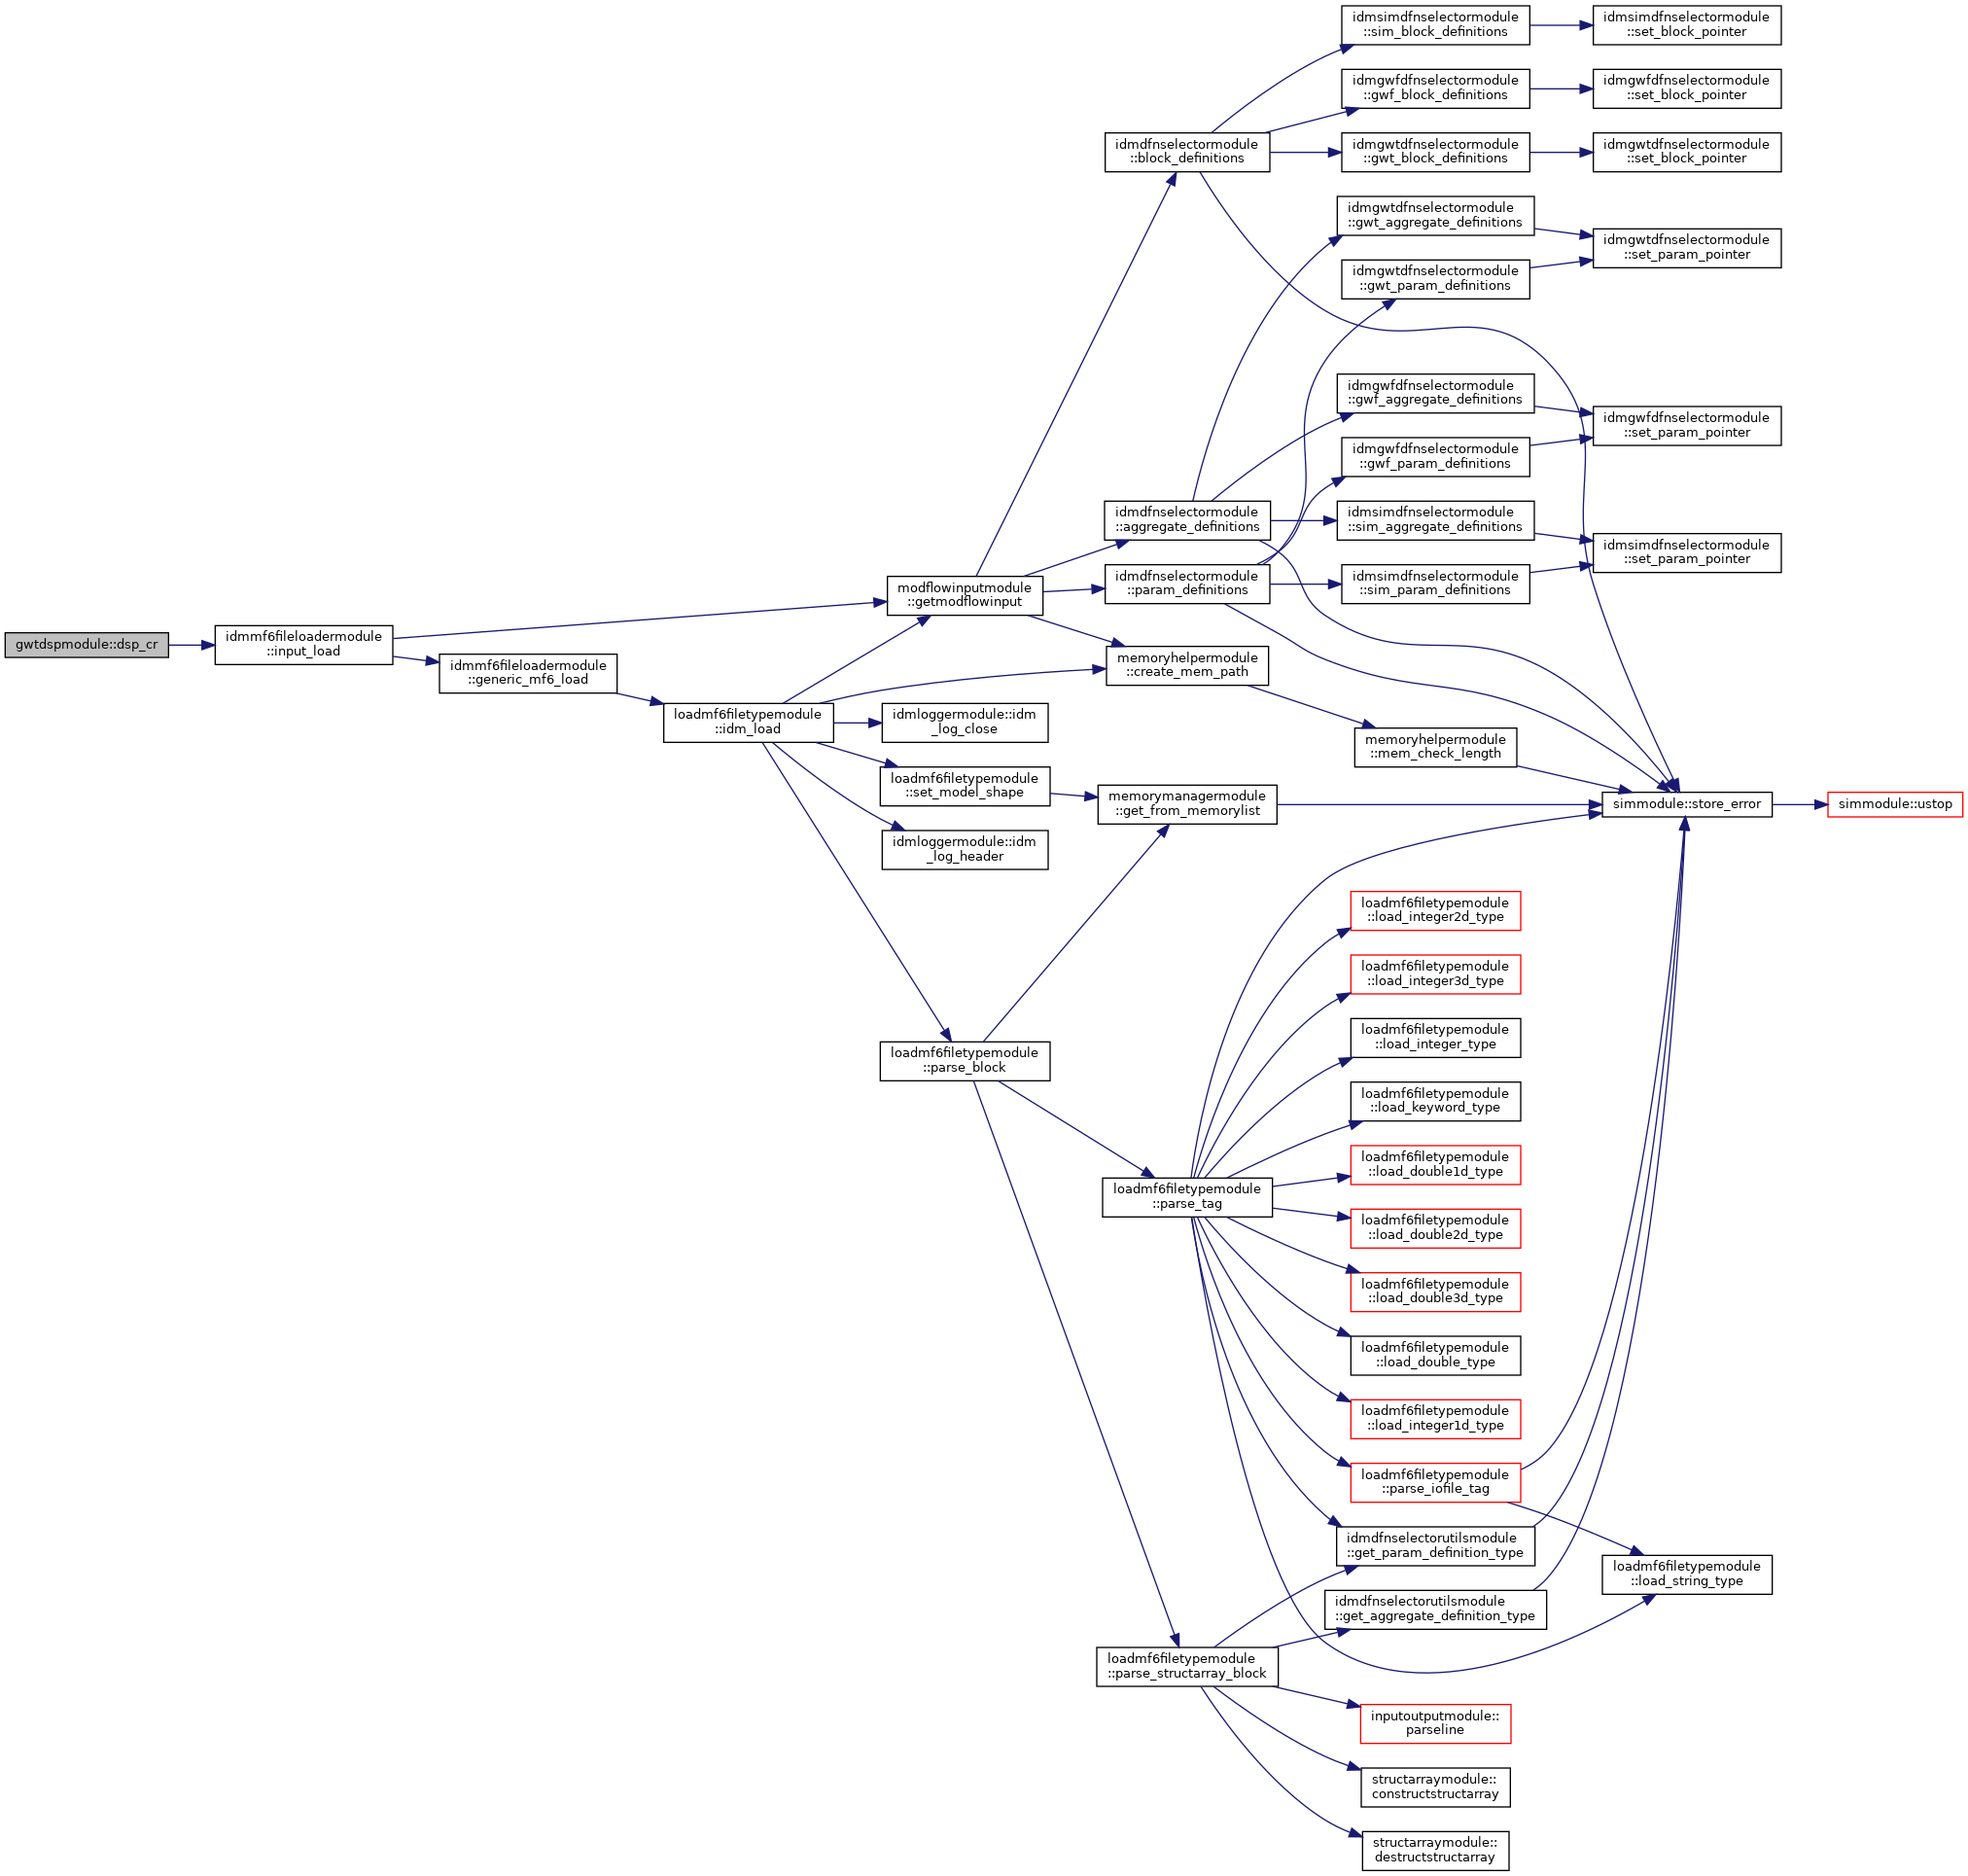 gwtdspmodule::dsp_cr
idmmf6fileloadermodule
::input_load
idmmf6fileloadermodule
::generic_mf6_load
loadmf6filetypemodule
::idm_load
modflowinputmodule
::getmodflowinput
idmloggermodule::idm
_log_close
loadmf6filetypemodule
::set_model_shape
idmloggermodule::idm
_log_header
loadmf6filetypemodule
::parse_block
idmdfnselectormodule
::block_definitions
idmdfnselectormodule
::aggregate_definitions
idmdfnselectormodule
::param_definitions
memoryhelpermodule
::create_mem_path
memorymanagermodule
::get_from_memorylist
loadmf6filetypemodule
::parse_tag
loadmf6filetypemodule
::parse_structarray_block
idmsimdfnselectormodule
::sim_block_definitions
idmgwfdfnselectormodule
::gwf_block_definitions
idmgwtdfnselectormodule
::gwt_block_definitions
idmgwtdfnselectormodule
::gwt_aggregate_definitions
idmgwtdfnselectormodule
::gwt_param_definitions
idmgwfdfnselectormodule
::gwf_aggregate_definitions
idmgwfdfnselectormodule
::gwf_param_definitions
idmsimdfnselectormodule
::sim_aggregate_definitions
idmsimdfnselectormodule
::sim_param_definitions
memoryhelpermodule
::mem_check_length
loadmf6filetypemodule
::load_integer2d_type
loadmf6filetypemodule
::load_integer3d_type
loadmf6filetypemodule
::load_integer_type
loadmf6filetypemodule
::load_keyword_type
loadmf6filetypemodule
::load_double1d_type
loadmf6filetypemodule
::load_double2d_type
loadmf6filetypemodule
::load_double3d_type
loadmf6filetypemodule
::load_double_type
loadmf6filetypemodule
::load_integer1d_type
loadmf6filetypemodule
::parse_iofile_tag
idmdfnselectorutilsmodule
::get_param_definition_type
idmdfnselectorutilsmodule
::get_aggregate_definition_type
inputoutputmodule::
parseline
structarraymodule::
constructstructarray
structarraymodule::
destructstructarray
idmsimdfnselectormodule
::set_block_pointer
idmgwfdfnselectormodule
::set_block_pointer
idmgwtdfnselectormodule
::set_block_pointer
idmgwtdfnselectormodule
::set_param_pointer
idmgwfdfnselectormodule
::set_param_pointer
idmsimdfnselectormodule
::set_param_pointer
simmodule::store_error
loadmf6filetypemodule
::load_string_type
simmodule::ustop